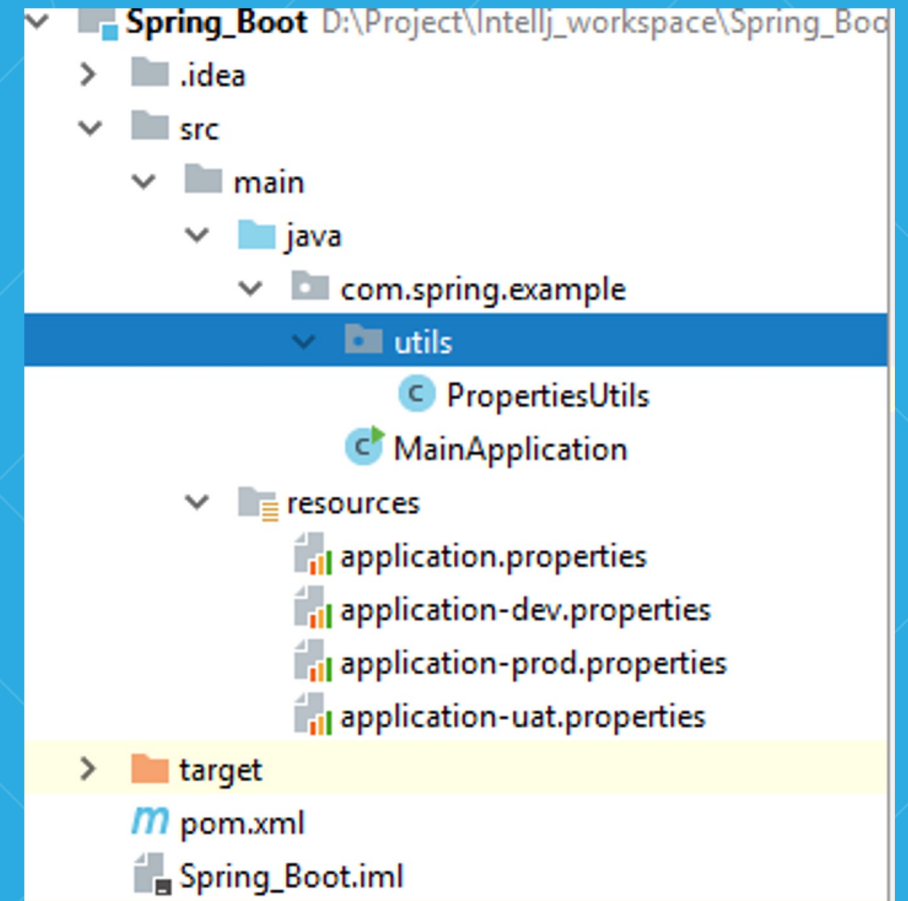 Spring_Boot D:\Project\Intellj_workspace\Spring_Boo
.idea
src
main
java
com.spring.example
utils
C PropertiesUtils
C MainApplication
resources
application.properties
application-dev.properties
application-prod.properties
application-uat.properties
target
m pom.xml
Spring_Boot.iml